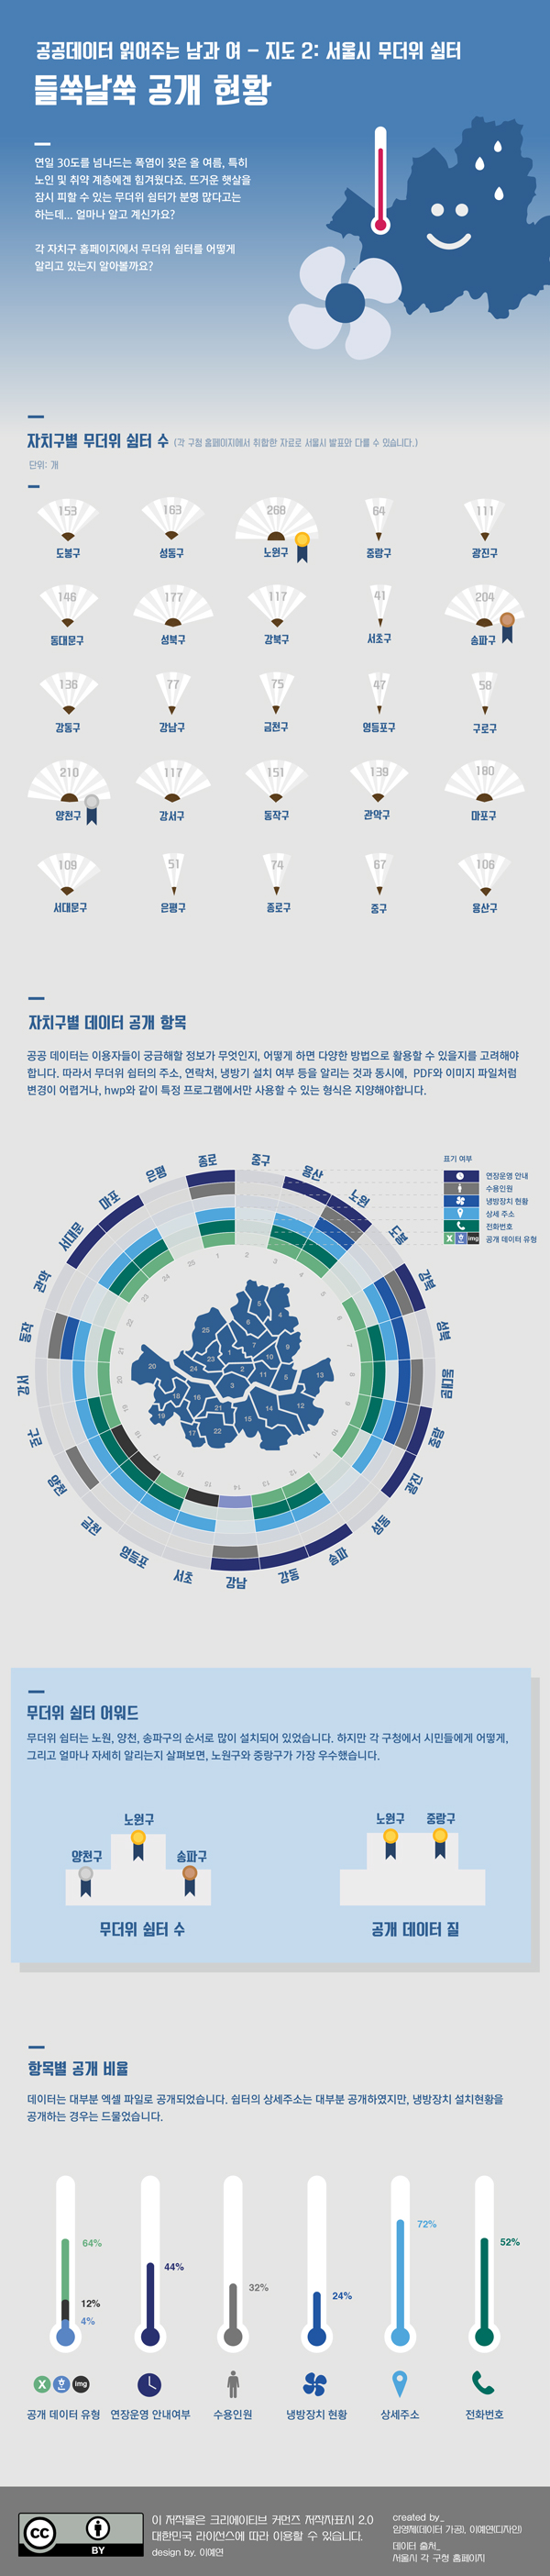 공공데이터 읽어주는 남과 여 – 지도 2: 서울시 무더위 쉼터
들쑥날쑥 공개 현황
연일 30도를 넘나드는 폭염이 잦은 올 여름, 특히
노인 및 취약 계층에겐 힘겨웠다죠. 뜨거운 햇살을
잠시 피할 수 있는 무더위 쉼터가 분명 많다고는
하는데... 얼마나 알고 계신가요?
각 자치구 홈페이지에서 무더위 쉼터를 어떻게
알리고 있는지 알아볼까요?
자치구별 무더위 쉼터 수 (각 구청 홈페이지에서 취합한 자료로 서울시 발표와 다를 수 있습니다.)
단위: 개
153 163 268 64 111
도봉구 성동구 노원구 중랑구 광진구
146 177 117 41 204
동대문구 성북구 강북구 서초구 송파구
136 77 75 47 58
강동구 강남구 금천구 영등포구 구로구
210 117 151 139 180
양천구 강서구 동작구 관악구 마포구
109 51 74 67 106
서대문구 은평구 종로구 중구 용산구
자치구별 데이터 공개 항목
공공 데이터는 이용자들이 궁금해할 정보가 무엇인지, 어떻게 하면 다양한 방법으로 활용할 수 있을지를 고려해야
합니다. 따라서 무더위 쉼터의 주소, 연락처, 냉방기 설치 여부 등을 알리는 것과 동시에, PDF와 이미지 파일처럼
변경이 어렵거나, hwp와 같이 특정 프로그램에서만 사용할 수 있는 형식은 지양해야합니다.
표기 여부
연장운영 안내
수용인원
냉방장치 현황
상세 주소
전화번호
X img 공개 데이터 유형
종로
중구
용산
노원
도봉
강북
성북
동대문
중랑
광진
성동
송파
강동
강남
서초
영등포
금천
양천
구로
강서
동작
관악
서대문
마포
은평
1
2
3
4
5
6
7
8
9
10
11
12
13
14
15
16
17
18
19
20
21
22
23
24
25
무더위 쉼터 어워드
무더위 쉼터는 노원, 양천, 송파구의 순서로 많이 설치되어 있었습니다. 하지만 각 구청에서 시민들에게 어떻게,
그리고 얼마나 자세히 알리는지 살펴보면, 노원구와 중랑구가 가장 우수했습니다.
노원구
양천구 송파구
무더위 쉼터 수
노원구 중랑구
공개 데이터 질
항목별 공개 비율
데이터는 대부분 엑셀 파일로 공개되었습니다. 쉼터의 상세주소는 대부분 공개하였지만, 냉방장치 설치현황을
공개하는 경우는 드물었습니다.
64%
12%
4%
44%
32%
24%
72%
52%
X img
공개 데이터 유형 연장운영 안내여부 수용인원 냉방장치 현황 상세주소 전화번호
cc BY
이 저작물은 크리에이티브 커먼즈 저작자표시 2.0
대한민국 라이선스에 따라 이용할 수 있습니다.
design by. 이예연
created by_
임영재(데이터 가공), 이예연(디자인)
데이터 출처_
서울시 각 구청 홈페이지